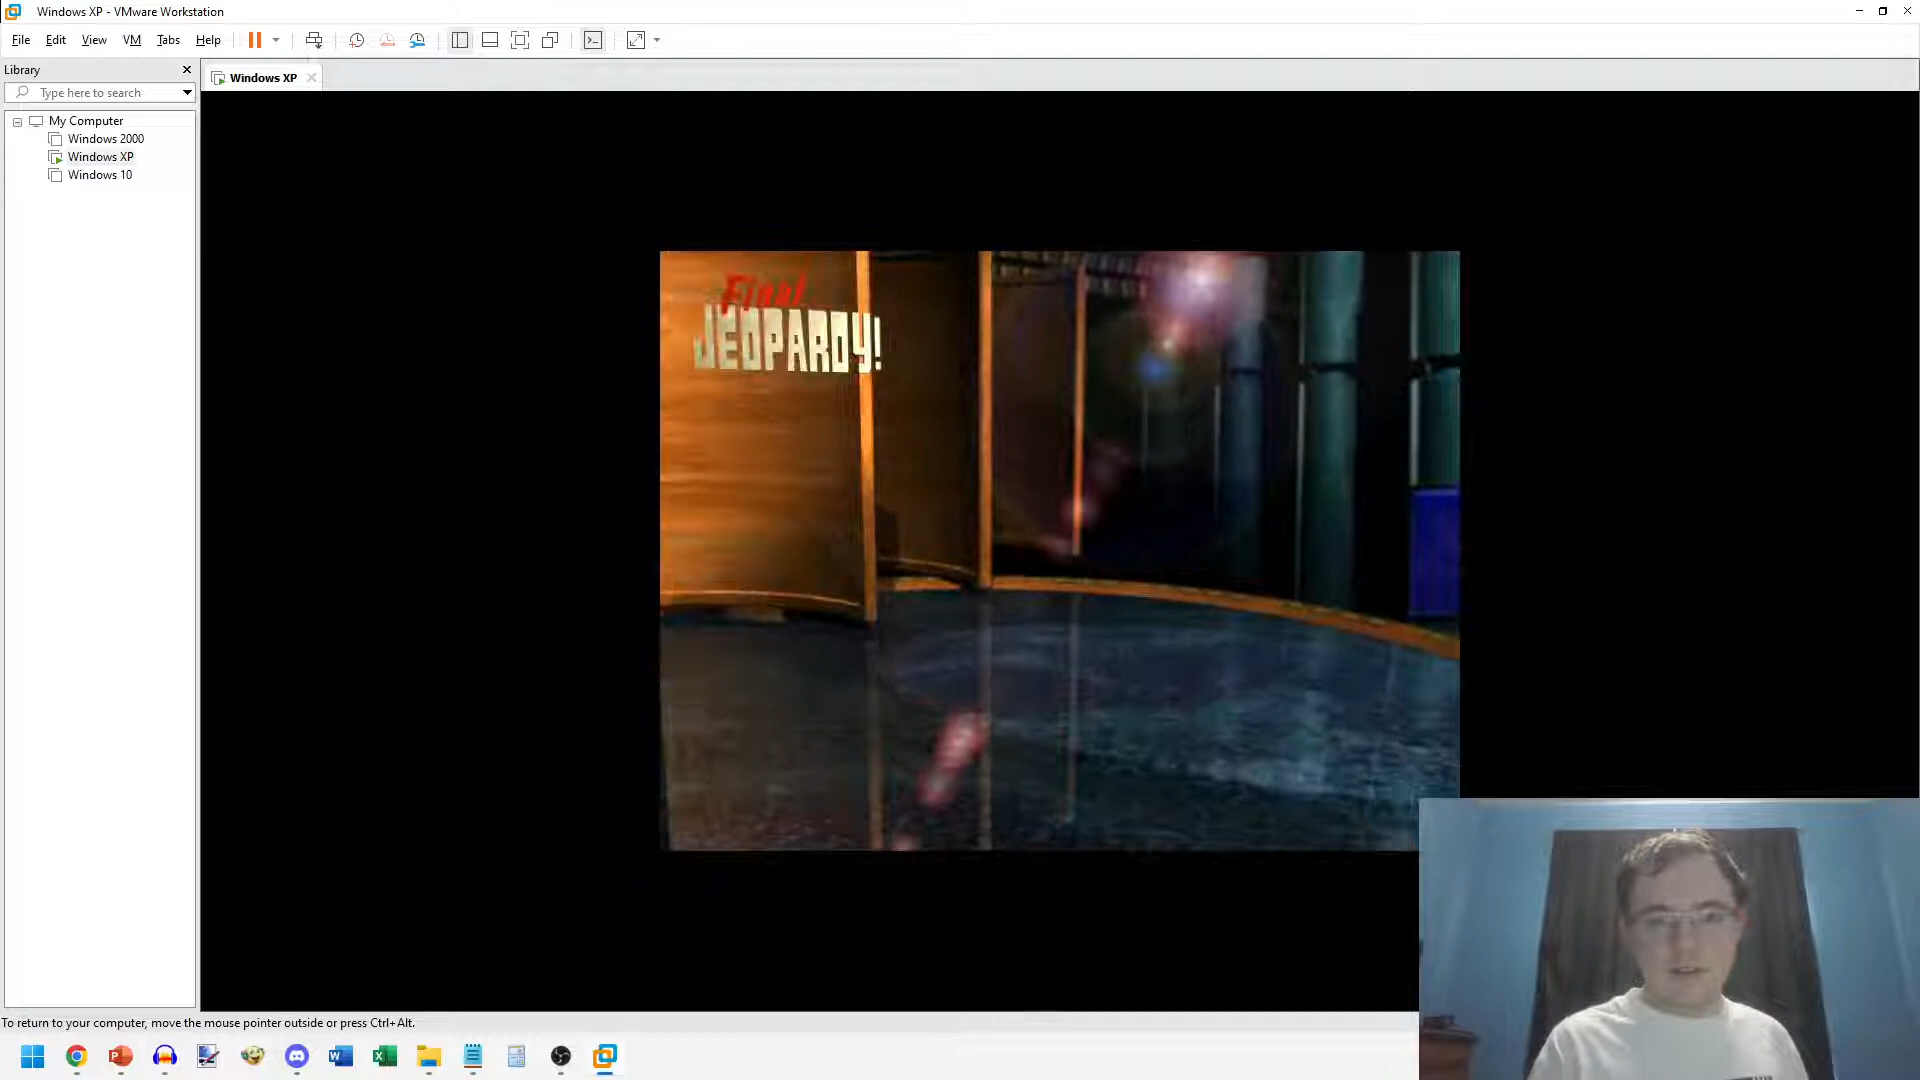 Windows XP - VMware Workstation
File Edit View VM Tabs Help
Library
Type here to search
Windows XP
My Computer
Windows 2000
Windows XP
Windows 10
Final
JEOPARDY!
To return to your computer, move the mouse pointer outside or press Ctrl+Alt.